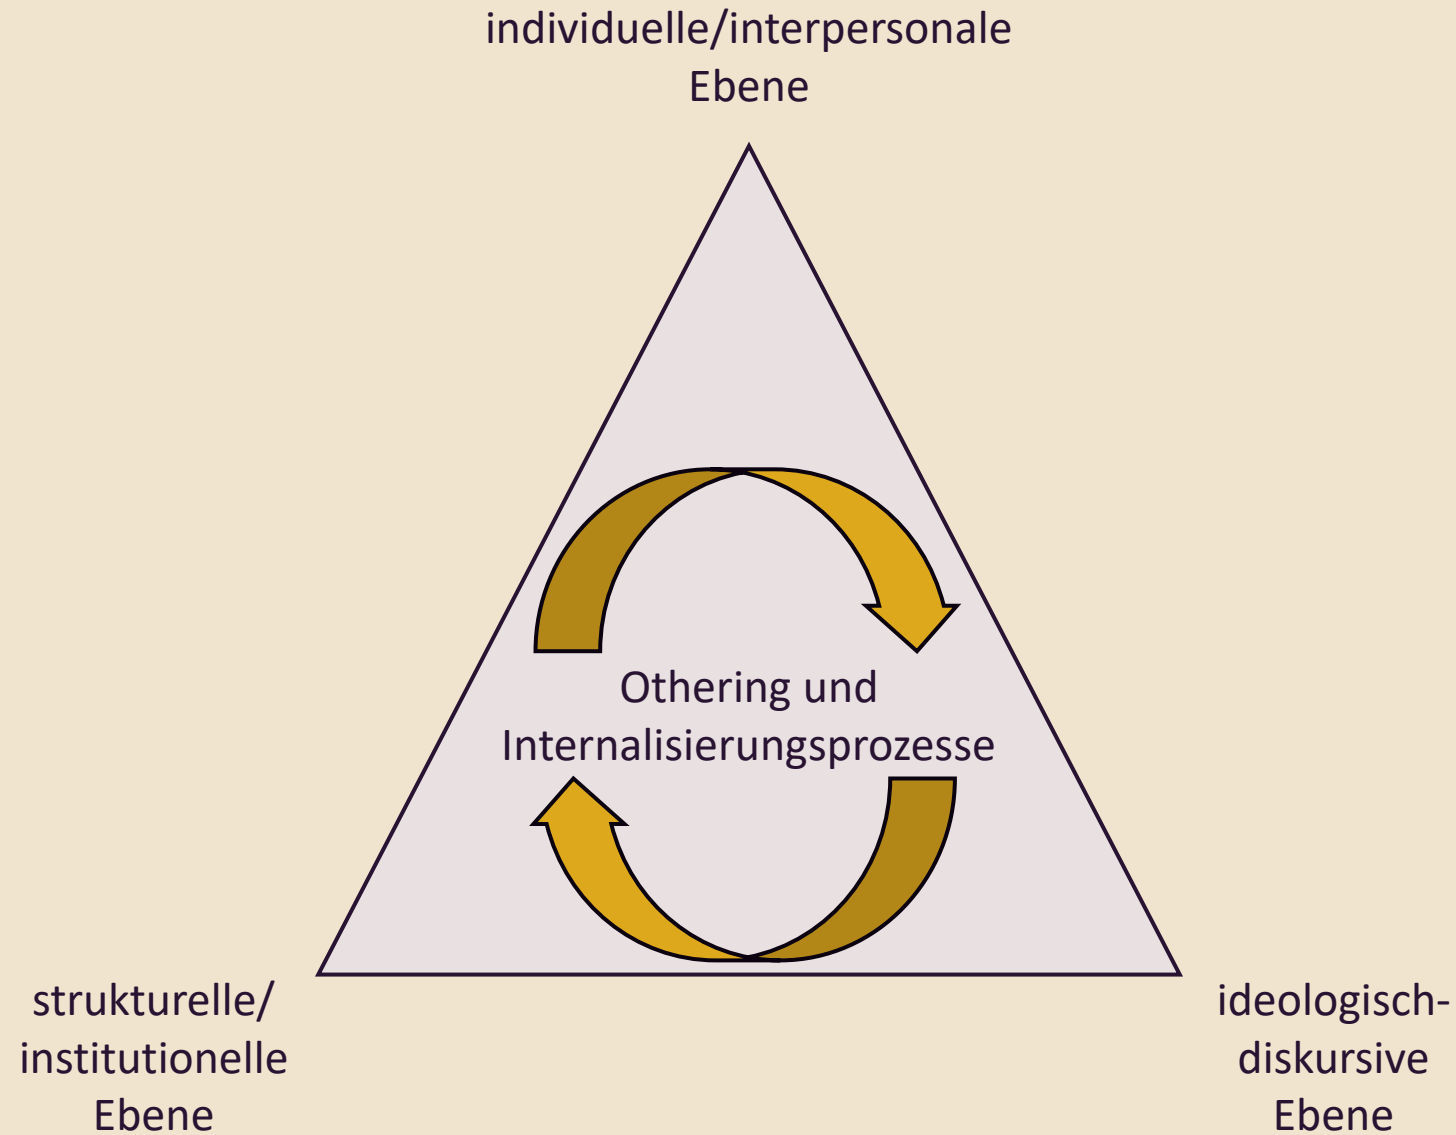 individuelle/interpersonale
Ebene
Othering und
Internalisierungsprozesse
strukturelle/
institutionelle
Ebene
ideologisch-
diskursive
Ebene